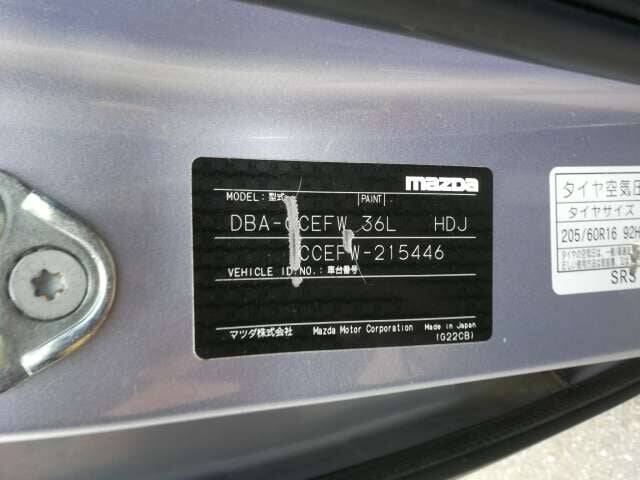 mazda
MODEL: 型式 PAINT
DBA-CCEFW 36L HDJ
CCEFW-215446
VEHICLE ID.NO.: 車台番号
マツダ株式会社 Mazda Motor Corporation Made in Japan
(G22CB)
タイヤ空気圧
タイヤサイズ
205/60R16 92H
SRS